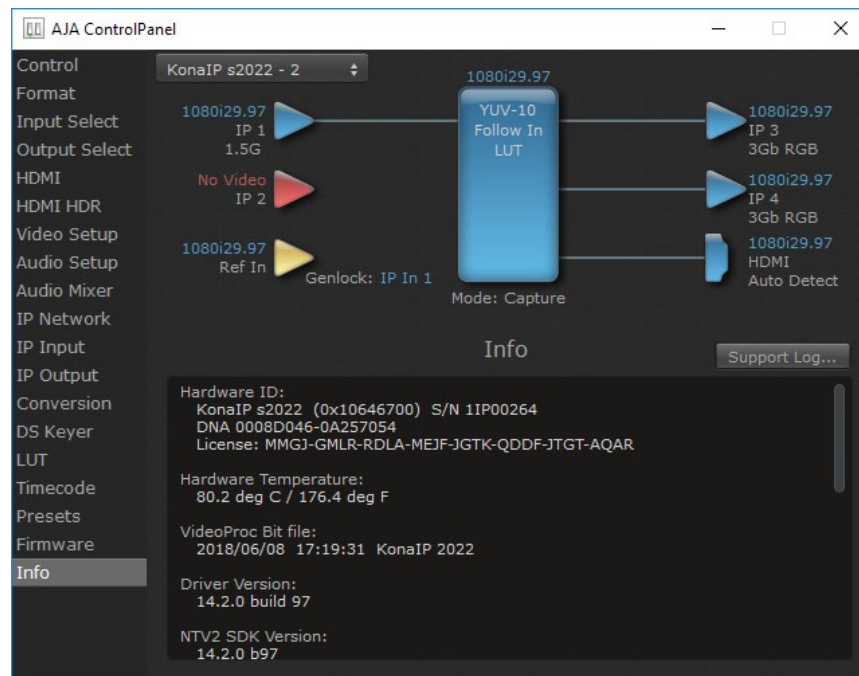 AJA ControlPanel
Control
Format
Input Select
Output Select
HDMI
HDMI HDR
Video Setup
Audio Setup
Audio Mixer
IP Network
IP Input
IP Output
Conversion
DS Keyer
LUT
Timecode
Presets
Firmware
Info
KonaIP s2022 - 2
1080i29.97
1080i29.97
IP 1
1.5G
No Video
IP 2
1080i29.97
Ref In
Genlock: IP In 1
YUV-10
Follow In
LUT
Mode: Capture
1080i29.97
IP 3
3Gb RGB
1080i29.97
IP 4
3Gb RGB
1080i29.97
HDMI
Auto Detect
Info
Support Log...
Hardware ID:
KonaIP s2022 (0x10646700) S/N 1IP00264
DNA 0008D046-0A257054
License: MMGJ-GMLR-RDLA-MEJF-JGTK-QDDF-JTGT-AQAR
Hardware Temperature:
80.2 deg C / 176.4 deg F
VideoProc Bit file:
2018/06/08 17:19:31 KonaIP 2022
Driver Version:
14.2.0 build 97
NTV2 SDK Version:
14.2.0 b97